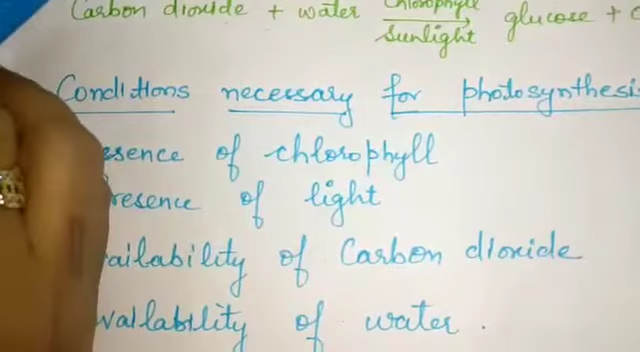 Carbon dioxide + water Chlorophyll Sunlight glucose +
Conditions necessary for photosynthesis
esence of chlorophyll
resence of light
ailability of Carbon dioxide
vailability of water .